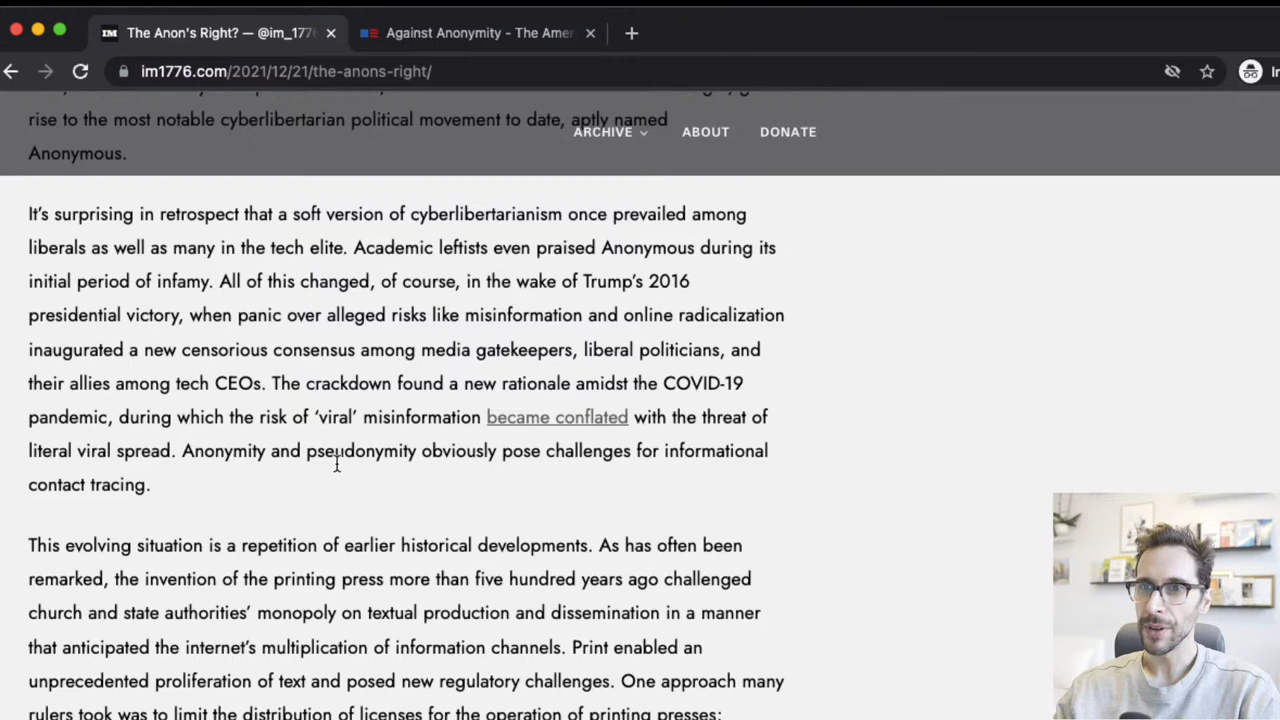 The Anon's Right? — @im_177
Against Anonymity - The Amer
im1776.com/2021/12/21/the-anons-right/
In
rise to the most notable cyberlibertarian political movement to date, aptly named
ARCHIVE
ABOUT
DONATE
Anonymous.
It's surprising in retrospect that a soft version of cyberlibertarianism once prevailed among
liberals as well as many in the tech elite. Academic leftists even praised Anonymous during its
initial period of infamy. All of this changed, of course, in the wake of Trump's 2016
presidential victory, when panic over alleged risks like misinformation and online radicalization
inaugurated a new censorious consensus among media gatekeepers, liberal politicians, and
their allies among tech CEOs. The crackdown found a new rationale amidst the COVID-19
pandemic, during which the risk of ‘viral’ misinformation became conflated with the threat of
literal viral spread. Anonymity and pseudonymity obviously pose challenges for informational
contact tracing.
This evolving situation is a repetition of earlier historical developments. As has often been
remarked, the invention of the printing press more than five hundred years ago challenged
church and state authorities’ monopoly on textual production and dissemination in a manner
that anticipated the internet’s multiplication of information channels. Print enabled an
unprecedented proliferation of text and posed new regulatory challenges. One approach many
rulers took was to limit the distribution of licenses for the operation of printing presses;